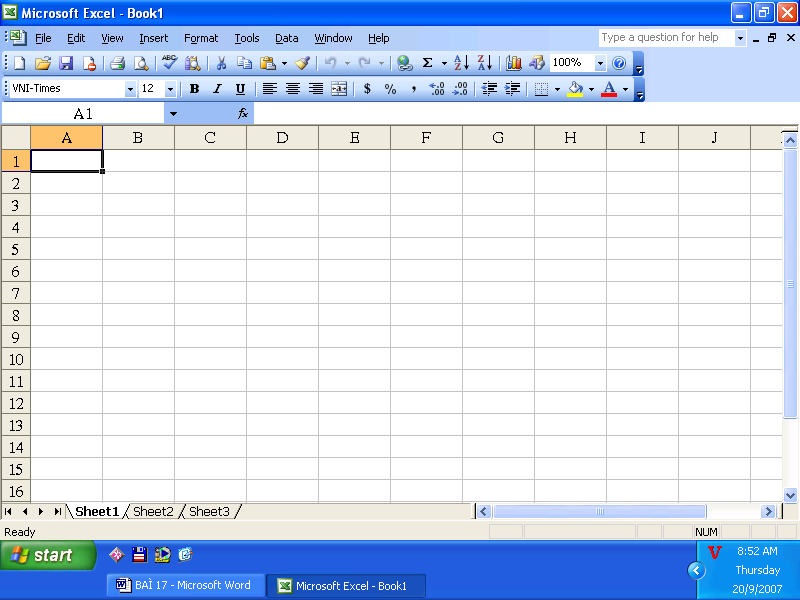 Microsoft Excel - Book1
File Edit View Insert Format Tools Data Window Help Type a question for help
Σ A Z Z A 100% ?
VNI-Times 12 B I U $ % , A
A1 fx
A B C D E F G H I J
1
2
3
4
5
6
7
8
9
10
11
12
13
14
15
16
Sheet1 Sheet2 Sheet3
Ready NUM
start V 8:52 AM
Thursday
BAÌ 17 - Microsoft Word Microsoft Excel - Book1 20/9/2007